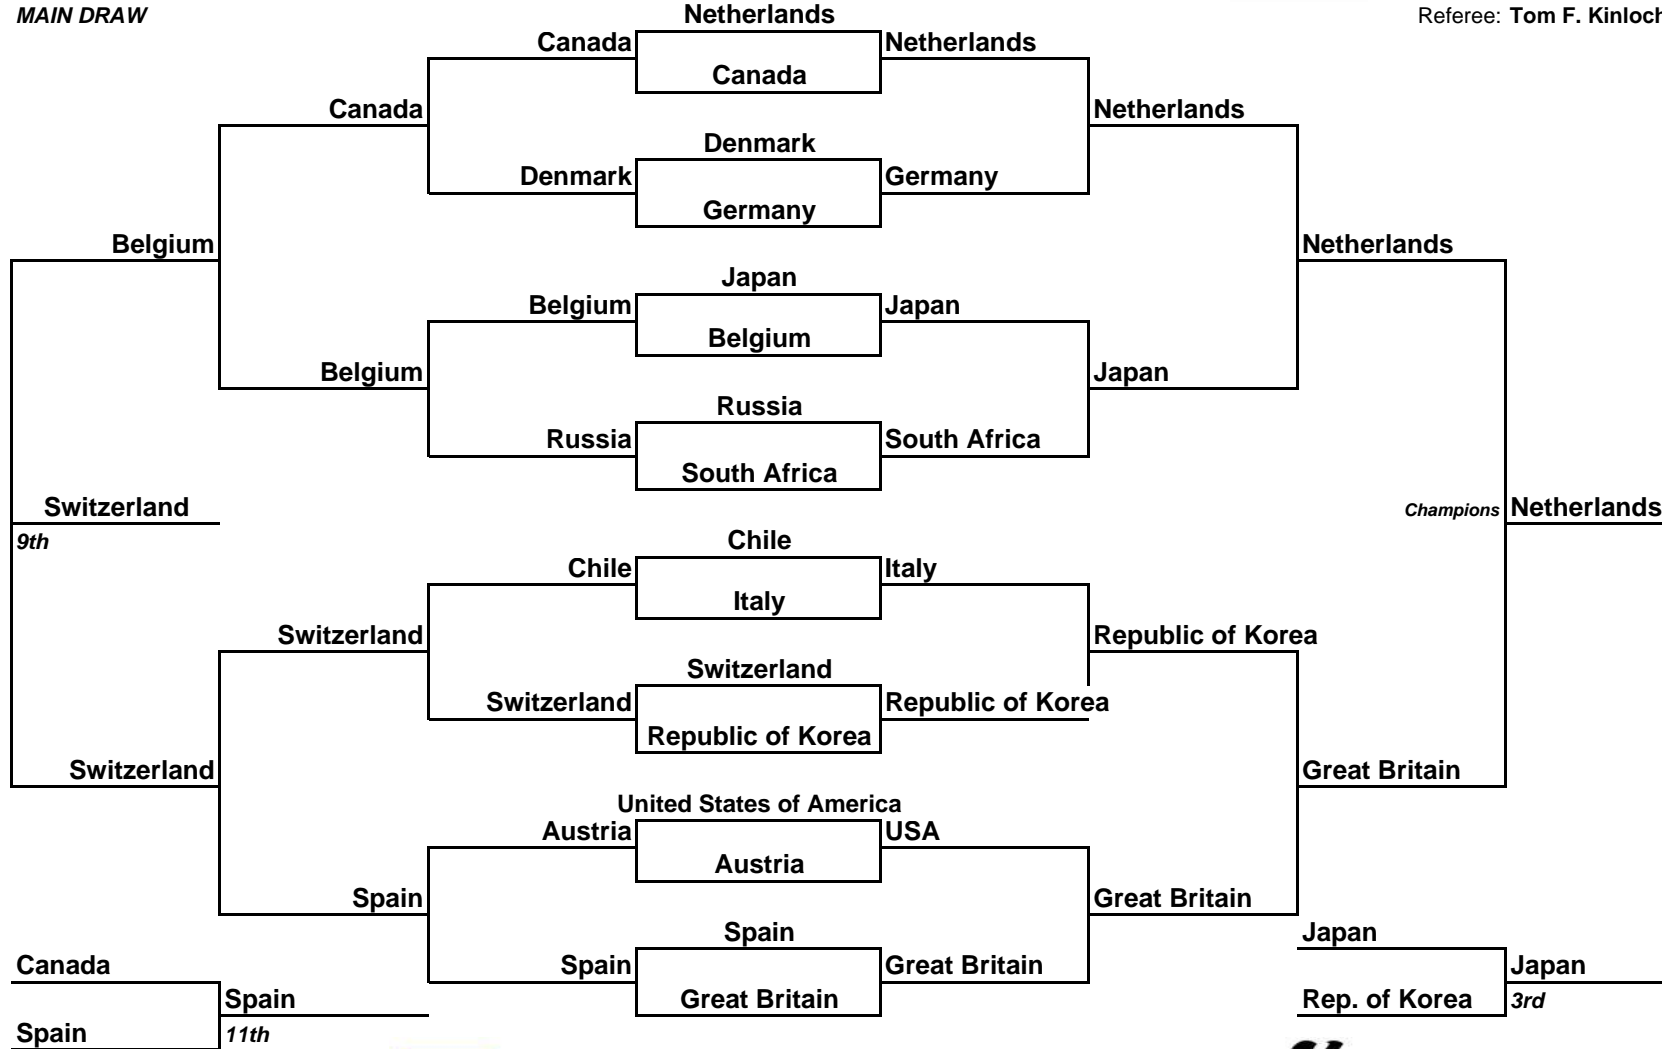 MAIN DRAW
Referee: Tom F. Kinloch
Netherlands
Canada
Netherlands
Canada
Canada
Netherlands
Denmark
Denmark
Germany
Germany
Belgium
Netherlands
Japan
Belgium
Japan
Belgium
Belgium
Japan
Russia
Russia
South Africa
South Africa
Switzerland
Champions
Netherlands
9th
Chile
Chile
Italy
Italy
Switzerland
Republic of Korea
Switzerland
Switzerland
Republic of Korea
Republic of Korea
Switzerland
Great Britain
United States of America
Austria
USA
Austria
Spain
Great Britain
Spain
Japan
Canada
Spain
Great Britain
Japan
Spain
Great Britain
Rep. of Korea
3rd
Spain
11th